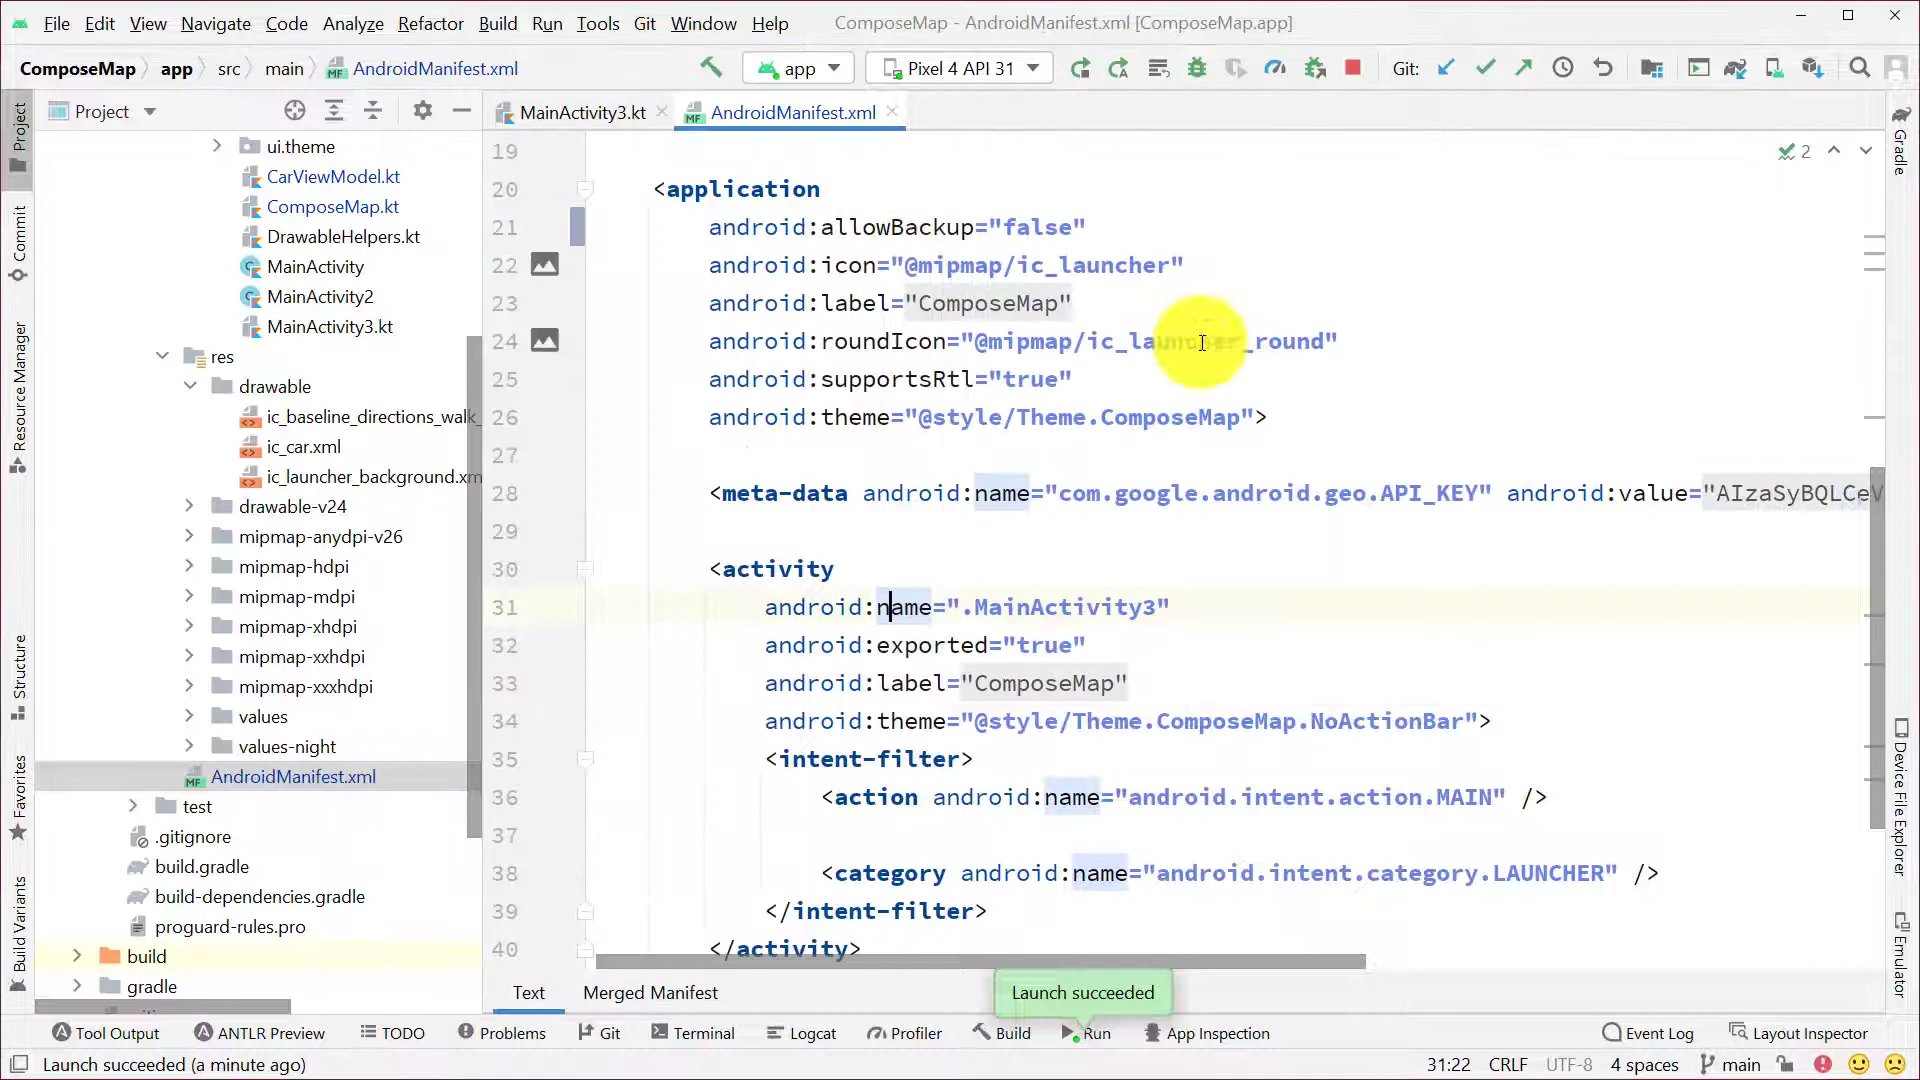 File Edit View Navigate Code Analyze Refactor Build Run Tools Git Window Help ComposeMap - AndroidManifest.xml [ComposeMap.app]
ComposeMap app src main AndroidManifest.xml app Pixel 4 API 31 Git:
Project MainActivity3.kt AndroidManifest.xml
ui.theme
CarViewModel.kt
ComposeMap.kt
DrawableHelpers.kt
MainActivity
MainActivity2
MainActivity3.kt
res
drawable
ic_baseline_directions_walk_
ic_car.xml
ic_launcher_background.xm
drawable-v24
mipmap-anydpi-v26
mipmap-hdpi
mipmap-mdpi
mipmap-xhdpi
mipmap-xxhdpi
mipmap-xxxhdpi
values
values-night
AndroidManifest.xml
test
.gitignore
build.gradle
build-dependencies.gradle
proguard-rules.pro
build
gradle
2
19
20 <application
21 android:allowBackup="false"
22 android:icon="@mipmap/ic_launcher"
23 android:label="ComposeMap"
24 android:roundIcon="@mipmap/ic_launcher_round"
25 android:supportsRtl="true"
26 android:theme="@style/Theme.ComposeMap">
27
28 <meta-data android:name="com.google.android.geo.API_KEY" android:value="AIzaSyBQLCeV
29
30 <activity
31 android:name=".MainActivity3"
32 android:exported="true"
33 android:label="ComposeMap"
34 android:theme="@style/Theme.ComposeMap.NoActionBar">
35 <intent-filter>
36 <action android:name="android.intent.action.MAIN" />
37
38 <category android:name="android.intent.category.LAUNCHER" />
39 </intent-filter>
40 </activity>
Text Merged Manifest
Launch succeeded
Project
Commit
Resource Manager
Structure
Favorites
Build Variants
Gradle
Device File Explorer
Emulator
Tool Output ANTLR Preview TODO Problems Git Terminal Logcat Profiler Build Run App Inspection Event Log Layout Inspector
Launch succeeded (a minute ago) 31:22 CRLF UTF-8 4 spaces main